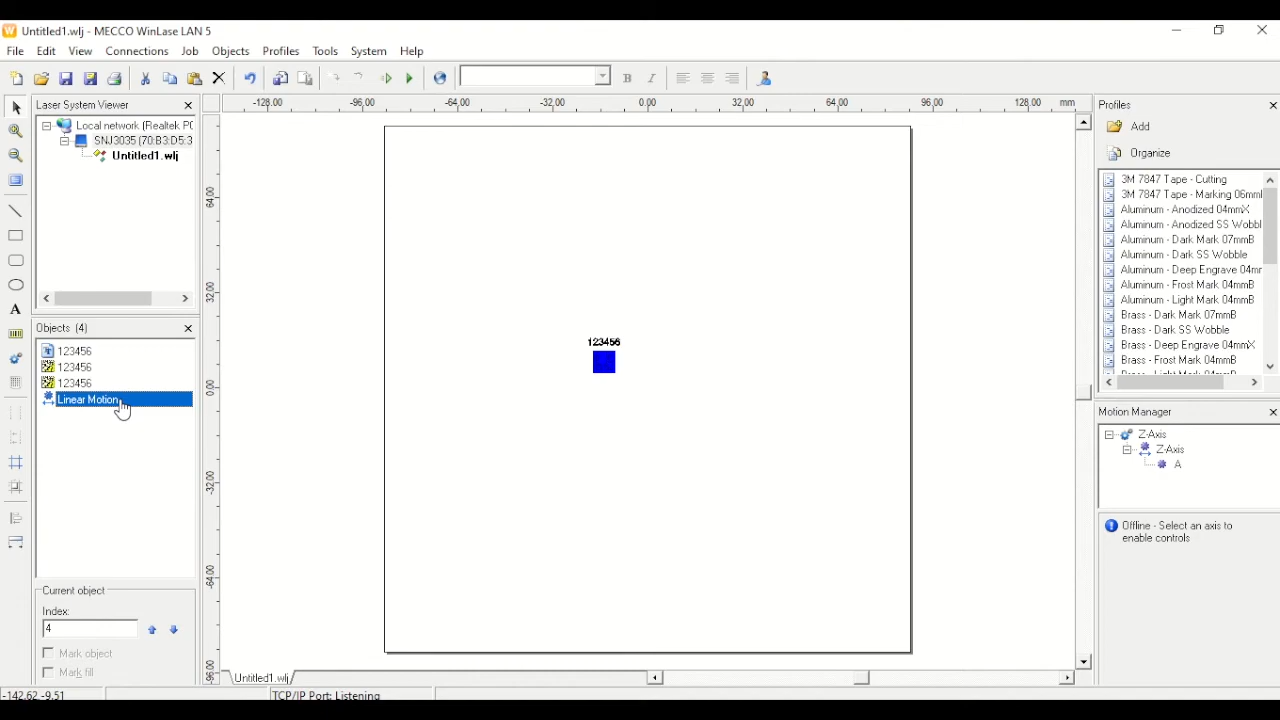 Untitled1.wlj - MECCO WinLase LAN 5
File Edit View Connections Job Objects Profiles Tools System Help
Laser System Viewer
Local network (Realtek PC
SNJ3035 (70:B3:D5:3
Untitled1.wlj
Objects (4)
123456
123456
123456
Linear Motion
Current object
Index:
4
Mark object
Mark fill
-128.00 -96.00 -64.00 -32.00 0.00 32.00 64.00 96.00 128.00 mm
64.00
32.00
0.00
-32.00
-64.00
-96.00
123456
Untitled1.wlj
Profiles
Add
Organize
3M 7847 Tape - Cutting
3M 7847 Tape - Marking 06mml
Aluminum - Anodized 04mmX
Aluminum - Anodized SS Wobbl
Aluminum - Dark Mark 07mmB
Aluminum - Dark SS Wobble
Aluminum - Deep Engrave 04mr
Aluminum - Frost Mark 04mmB
Aluminum - Light Mark 04mmB
Brass - Dark Mark 07mmB
Brass - Dark SS Wobble
Brass - Deep Engrave 04mmX
Brass - Frost Mark 04mmB
Motion Manager
Z-Axis
Z-Axis
A
Offline - Select an axis to
enable controls
-142.62 -9.51
TCP/IP Port: Listening